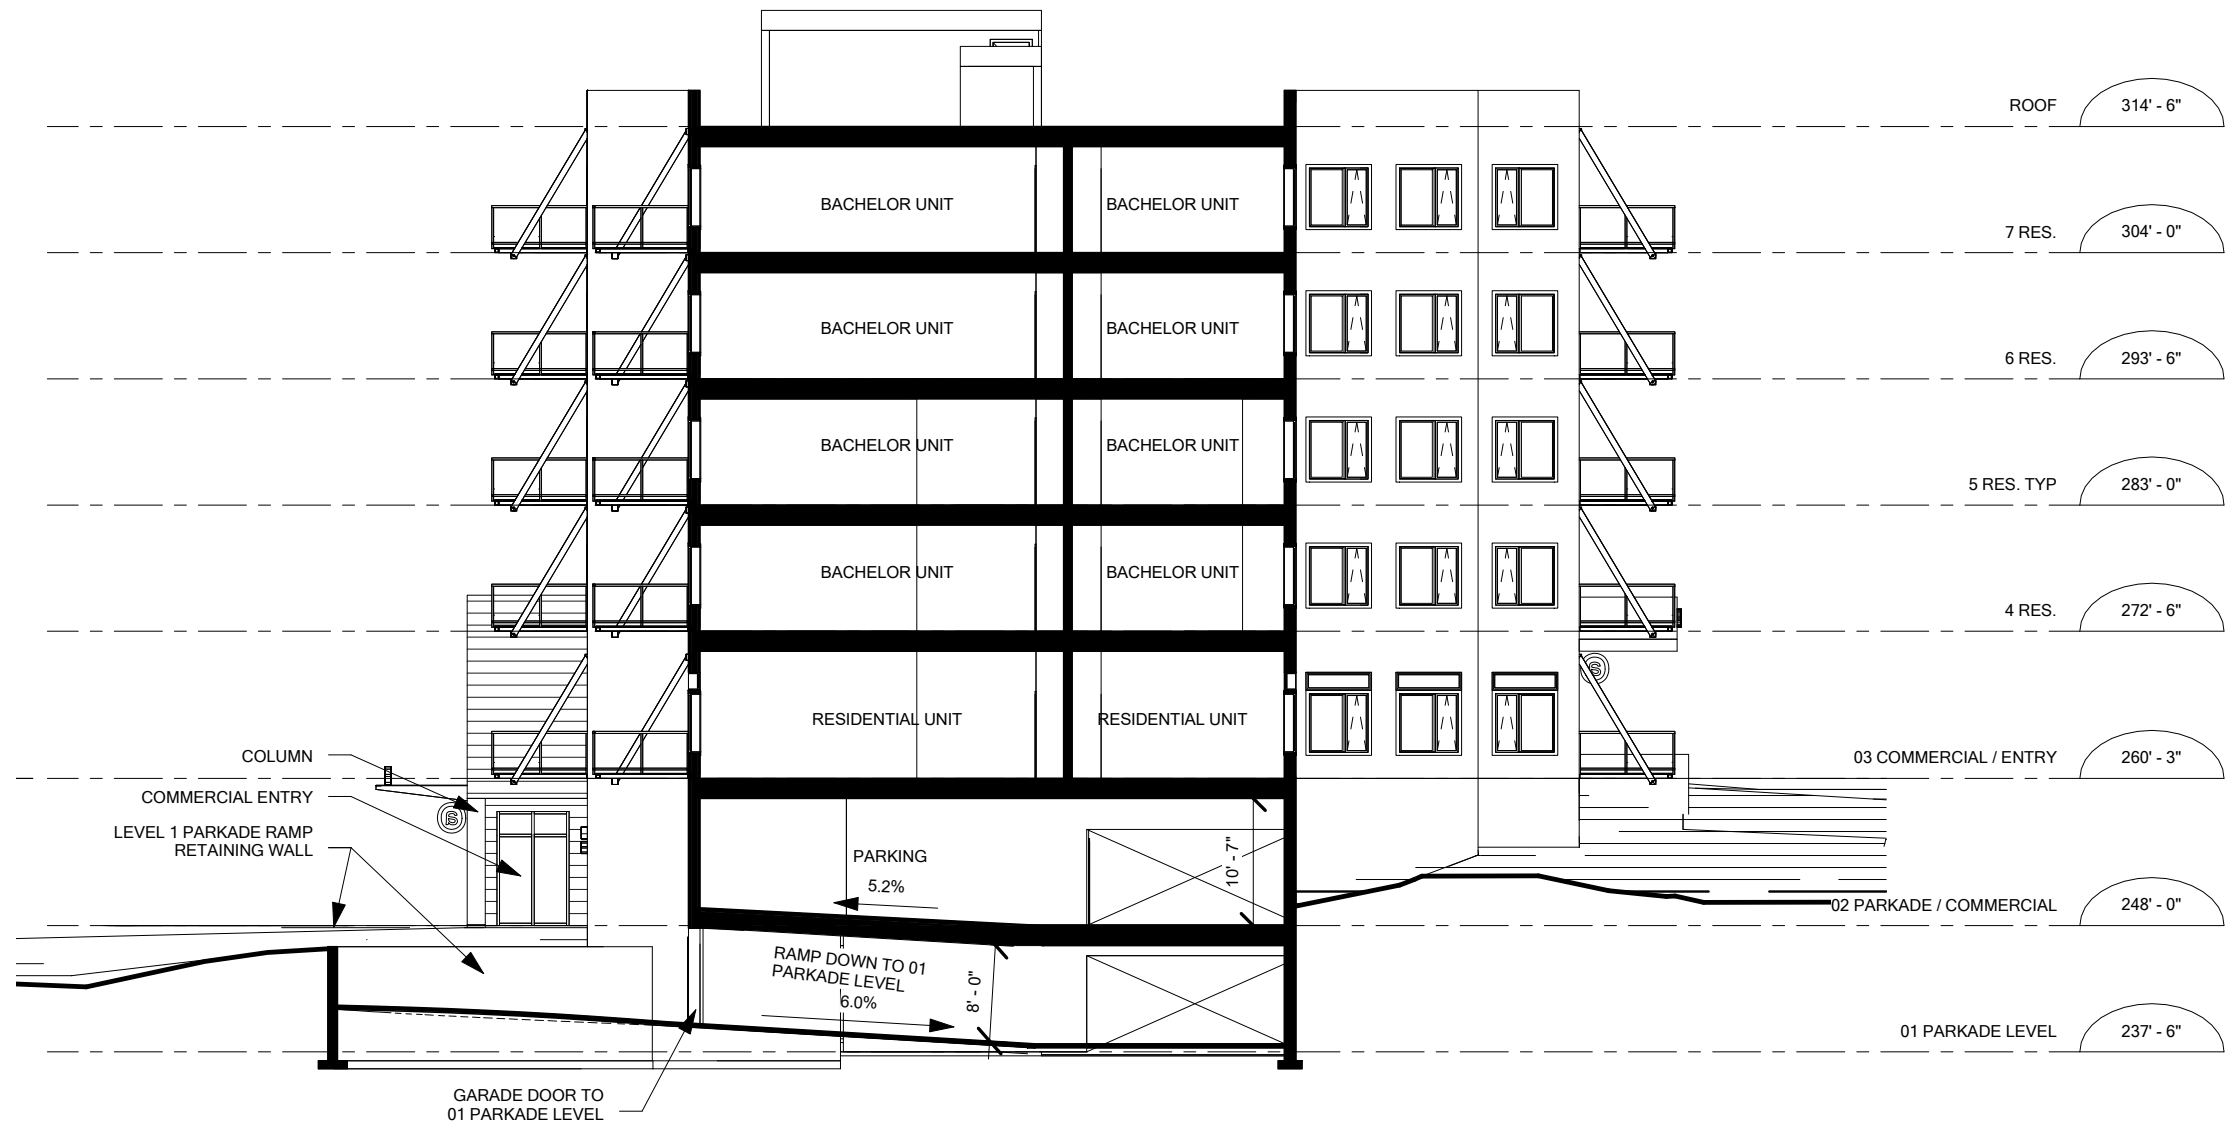 ROOF 314' - 6"
BACHELOR UNIT BACHELOR UNIT
7 RES. 304' - 0"
BACHELOR UNIT BACHELOR UNIT
6 RES. 293' - 6"
BACHELOR UNIT BACHELOR UNIT
5 RES. TYP 283' - 0"
BACHELOR UNIT BACHELOR UNIT
4 RES. 272' - 6"
RESIDENTIAL UNIT RESIDENTIAL UNIT
COLUMN
03 COMMERCIAL / ENTRY 260' - 3"
COMMERCIAL ENTRY
LEVEL 1 PARKADE RAMP
RETAINING WALL
PARKING
5.2%
10' - 7"
02 PARKADE / COMMERCIAL 248' - 0"
RAMP DOWN TO 01
PARKADE LEVEL
6.0%
8' - 0"
01 PARKADE LEVEL 237' - 6"
GARADE DOOR TO
01 PARKADE LEVEL